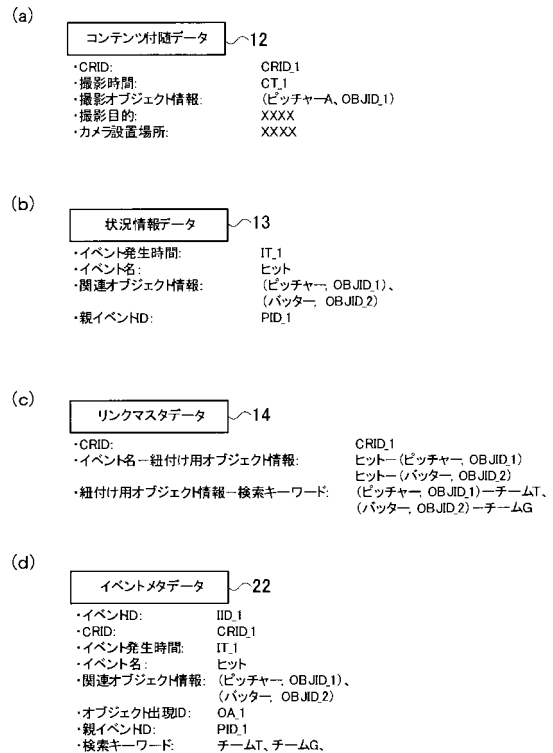 (a)
コンテンツ付随データ 12
・CRID: CRID_1
・撮影時間: CT_1
・撮影オブジェクト情報: (ピッチャーA、OBJID_1)
・撮影目的: XXXX
・カメラ設置場所: XXXX
(b)
状況情報データ 13
・イベント発生時間: IT_1
・イベント名: ヒット
・関連オブジェクト情報: (ピッチャー, OBJID_1)、
(バッター, OBJID_2)
・親イベントID: PID_1
(c)
リンクマスタデータ 14
・CRID: CRID_1
・イベント名ー紐付け用オブジェクト情報: ヒットー(ピッチャー, OBJID_1)
ヒットー(バッター, OBJID_2)
・紐付け用オブジェクト情報ー検索キーワード: (ピッチャー, OBJID_1)ーチームT、
(バッター, OBJID_2)ーチームG
(d)
イベントメタデータ 22
・イベントID: IID_1
・CRID: CRID_1
・イベント発生時間: IT_1
・イベント名: ヒット
・関連オブジェクト情報: (ピッチャー, OBJID_1)、
(バッター, OBJID_2)
・オブジェクト出現ID: OA_1
・親イベントID: PID_1
・検索キーワード: チームT、チームG、